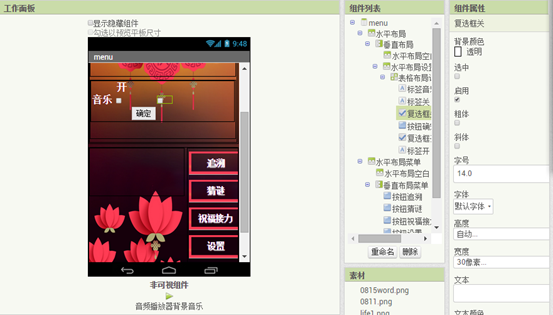 工作面板
显示隐藏组件
勾选以预览平板尺寸
9:48
menu
开
音乐
确定
追溯
猜谜
祝福接力
设置
非可视组件
音频播放器背景音乐
组件列表
menu
水平布局
垂直布局
水平布局空白
水平布局设
表格布局
标签音
标签关
复选框
按钮确
复选框
标签开
水平布局菜单
水平布局空白
垂直布局菜单
按钮追溯
按钮猜谜
按钮祝福接
按钮设置
重命名
删除
素材
0815word.png
0811.png
life1.png
组件属性
复选框关
背景颜色
透明
选中
启用
粗体
斜体
字号
14.0
字体
默认字体
高度
自动...
宽度
30像素...
文本
文本颜色